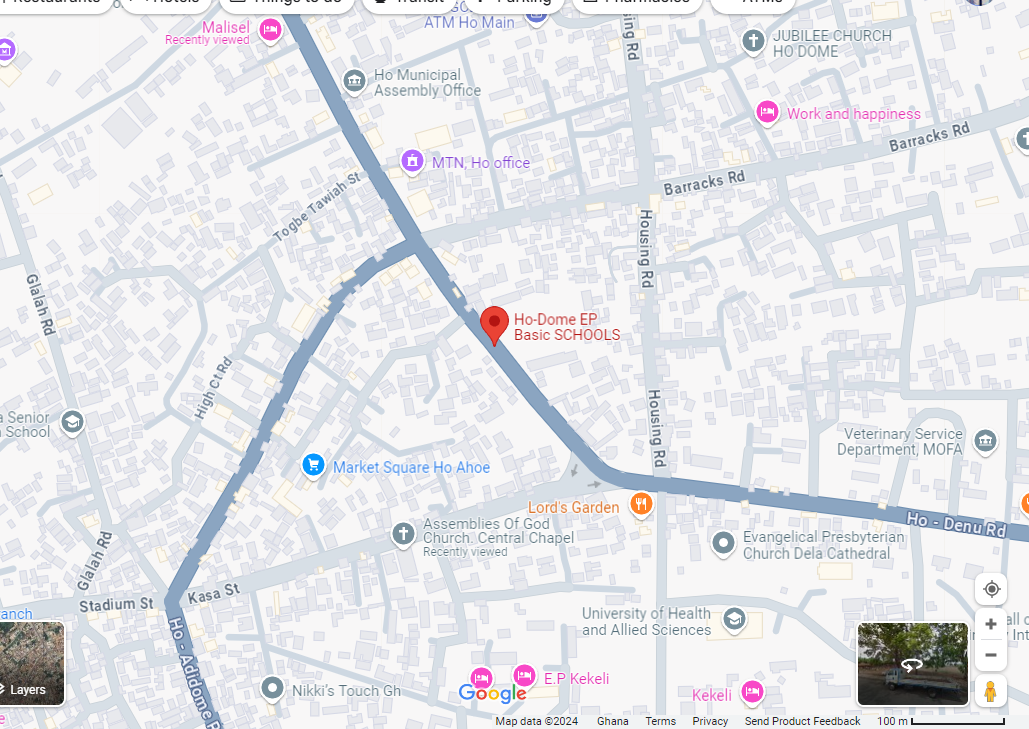 Restaurants
Hotels
Things to do
Transit
Parking
Pharmacies
ATMs
ATM Ho Main
Malisel
Recently viewed
Housing Rd
JUBILEE CHURCH
HO DOME
Ho Municipal
Assembly Office
Work and happiness
Barracks Rd
MTN, Ho office
Barracks Rd
Togbe Tawiah St
Housing Rd
Glalah Rd
Ho-Dome EP
Basic SCHOOLS
High Ct Rd
Housing Rd
a Senior
School
Veterinary Service
Department, MOFA
Market Square Ho Ahoe
Lord's Garden
Ho - Denu Rd
Assemblies Of God
Church. Central Chapel
Recently viewed
Evangelical Presbyterian
Church Dela Cathedral
Glalah Rd
Stadium St
Kasa St
anch
University of Health
and Allied Sciences
Ho - Adidome R
Layers
Nikki's Touch Gh
E.P Kekeli
Kekeli
Google
Map data ©2024 Ghana Terms Privacy Send Product Feedback 100 m